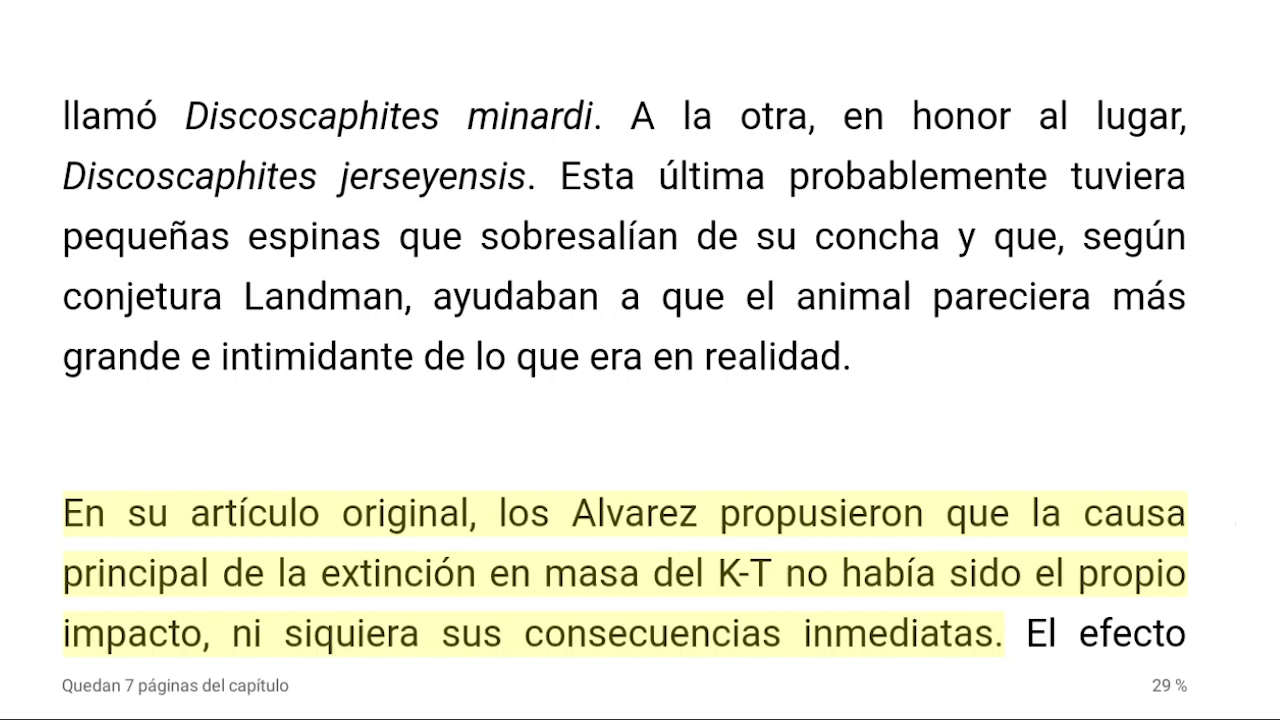 llamó Discoscaphites minardi. A la otra, en honor al lugar,
Discoscaphites jerseyensis. Esta última probablemente tuviera
pequeñas espinas que sobresalían de su concha y que, según
conjetura Landman, ayudaban a que el animal pareciera más
grande e intimidante de lo que era en realidad.
En su artículo original, los Alvarez propusieron que la causa
principal de la extinción en masa del K-T no había sido el propio
impacto, ni siquiera sus consecuencias inmediatas. El efecto
Quedan 7 páginas del capítulo 29 %